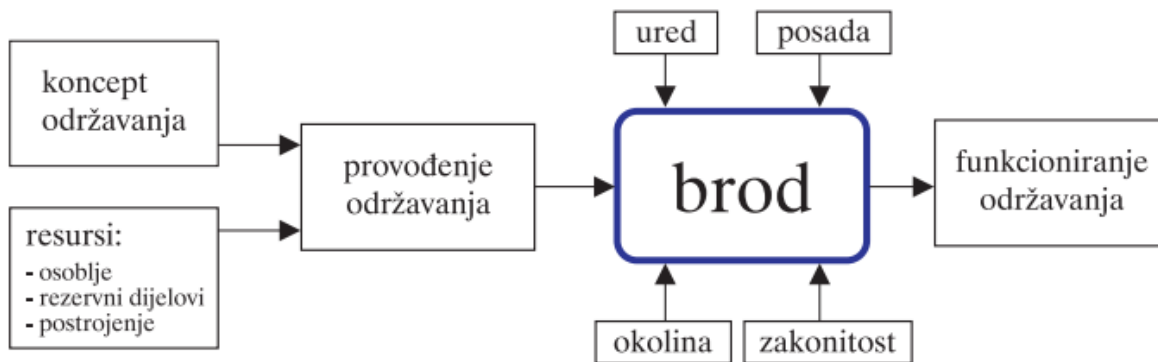 ured
posada
koncept
održavanja
resursi:
- osoblje
- rezervni dijelovi
- postrojenje
provođenje
održavanja
brod
funkcioniranje
održavanja
okolina
zakonitost